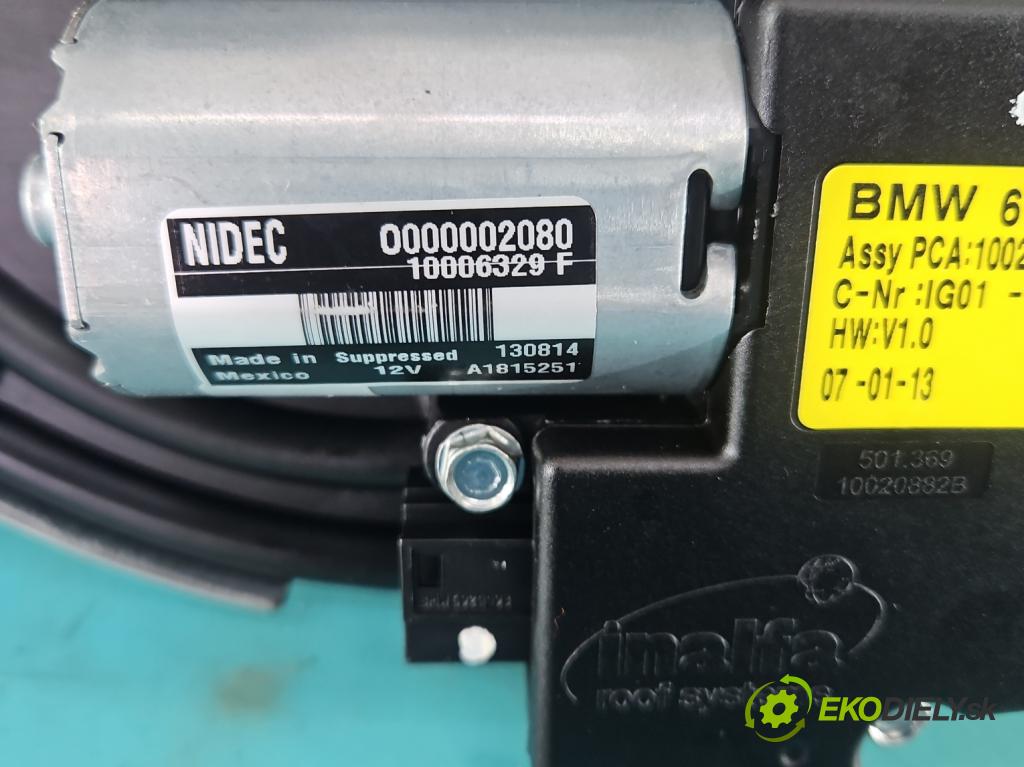 NIDEC 0000002080
10006329 F
Made in Suppressed 130814
Mexico 12V A1815251
BMW 6
Assy PCA:1002
C-Nr :IG01 -
HW:V1.0
07 -01-13
501.369
10020882B
inalfa
roof systems
EKODIELY.sk